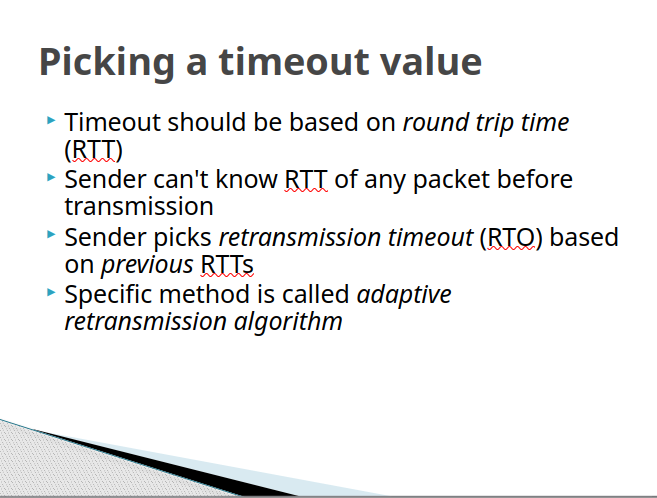 Picking a timeout value
Timeout should be based on round trip time
(RTT)
Sender can't know RTT of any packet before
transmission
Sender picks retransmission timeout (RTO) based
on previous RTTs
Specific method is called adaptive
retransmission algorithm